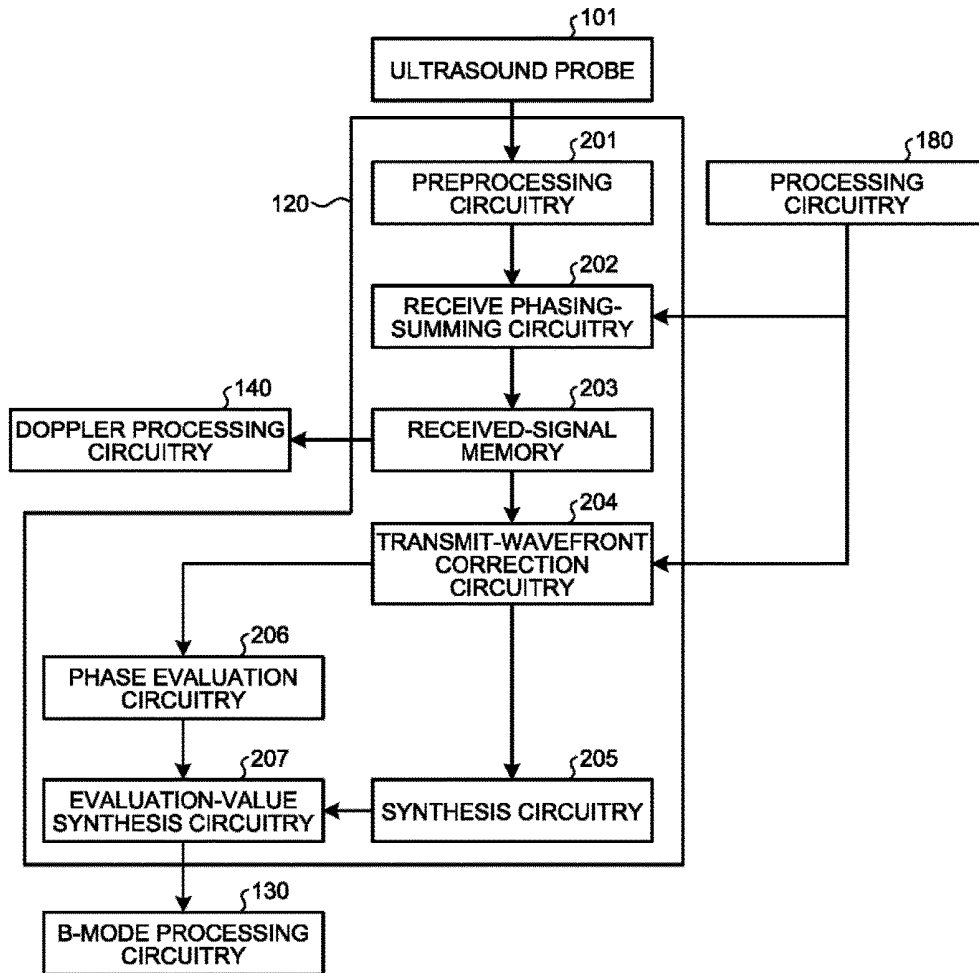 101
ULTRASOUND PROBE
201
PREPROCESSING
CIRCUITRY
180
PROCESSING
CIRCUITRY
120
202
RECEIVE PHASING-
SUMMING CIRCUITRY
140
DOPPLER PROCESSING
CIRCUITRY
203
RECEIVED-SIGNAL
MEMORY
204
TRANSMIT-WAVEFRONT
CORRECTION
CIRCUITRY
206
PHASE EVALUATION
CIRCUITRY
207
EVALUATION-VALUE
SYNTHESIS CIRCUITRY
205
SYNTHESIS CIRCUITRY
130
B-MODE PROCESSING
CIRCUITRY